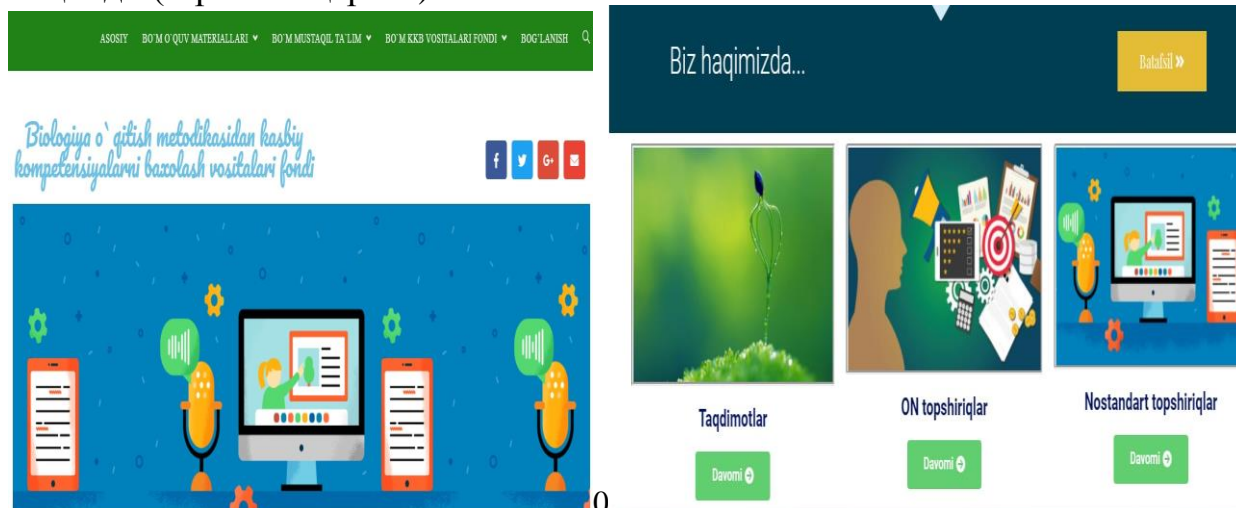 ASOSIY BO`M O`QUV MATERIALLARI BO`M MUSTAQIL TA`LIM BO`M KKB VOSITALARI FONDI BOG`LANISH
Biologiya o`qitish metodikasidan kasbiy
kompetensiyalarni baxolash vositalari fondi
f G+
0
Biz haqimizda...
Batafsil »
Taqdimotlar
Davomi
ON topshiriqlar
Davomi
Nostandart topshiriqlar
Davomi